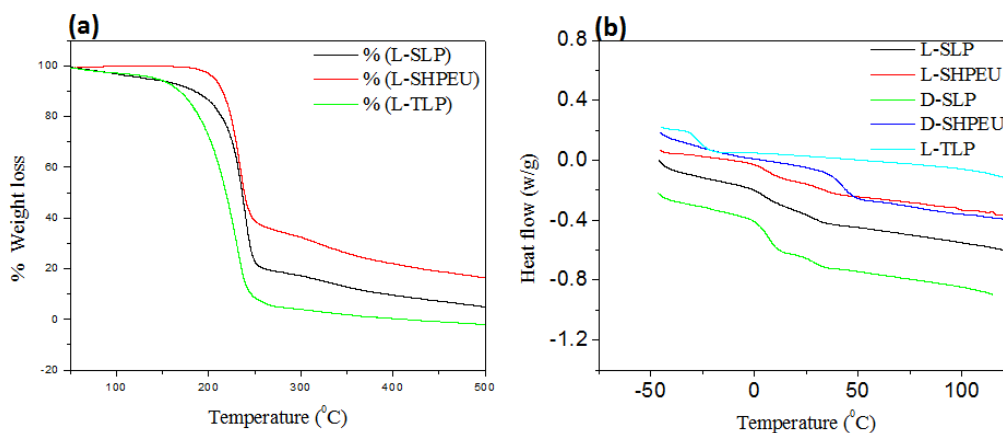 (a)
% (L-SLP)
% (L-SHPEU)
% (L-TLP)
% Weight loss
100
80
60
40
20
0
-20
100
200
300
400
500
Temperature (⁰C)
(b)
L-SLP
L-SHPEU
D-SLP
D-SHPEU
L-TLP
Heat flow (w/g)
0.8
0.4
0.0
-0.4
-0.8
-1.2
-50
0
50
100
Temperature (⁰C)